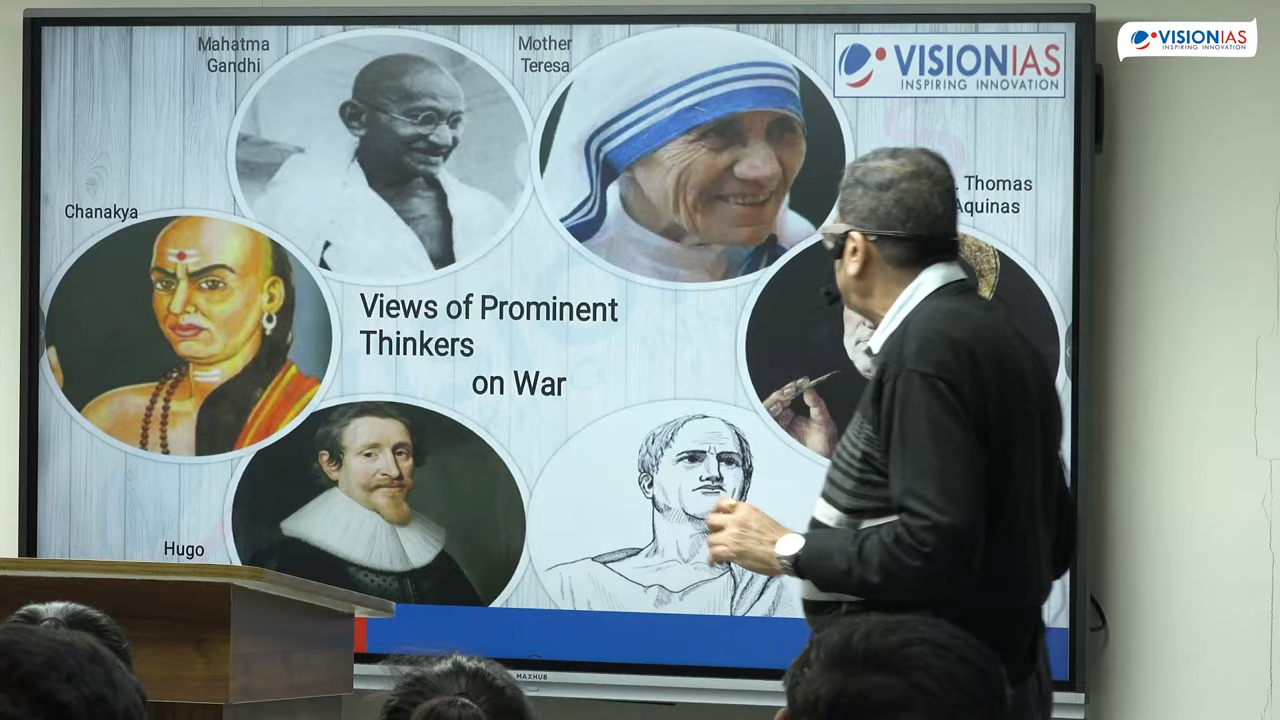 Mahatma
Gandhi
Mother
Teresa
VISIONIAS
INSPIRING INNOVATION
VISIONIAS
INSPIRING INNOVATION
Thomas
Aquinas
Chanakya
Views of Prominent
Thinkers
on War
Hugo
MAXHUB